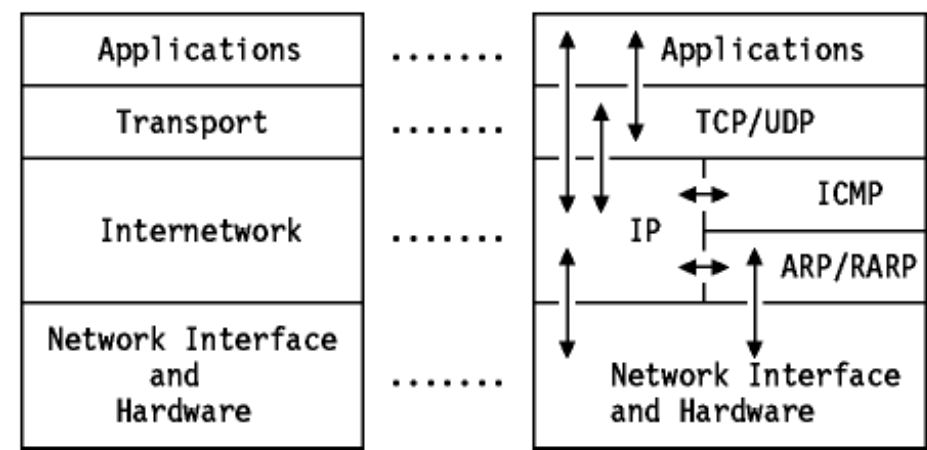 Applications
Transport
Internetwork
Network Interface
and
Hardware
.......
.......
.......
.......
Applications
TCP/UDP
IP
ICMP
ARP/RARP
Network Interface
and Hardware